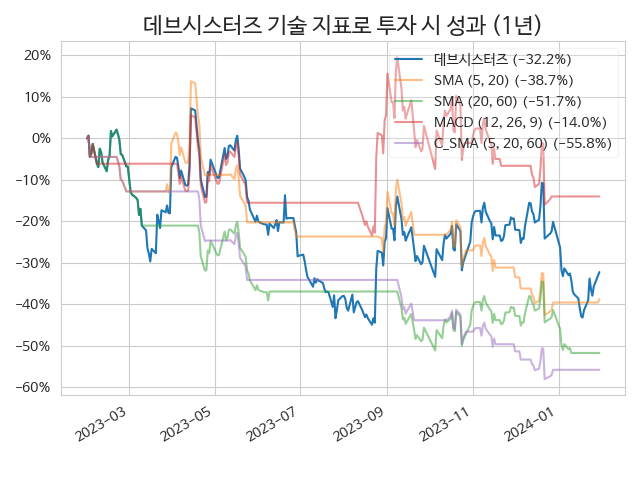 데브시스터즈 기술 지표로 투자 시 성과 (1년)
20%
10%
0%
−10%
−20%
−30%
−40%
−50%
−60%
데브시스터즈 (−32.2%)
SMA (5, 20) (−38.7%)
SMA (20, 60) (−51.7%)
MACD (12, 26, 9) (−14.0%)
C_SMA (5, 20, 60) (−55.8%)
2023−03
2023−05
2023−07
2023−09
2023−11
2024−01